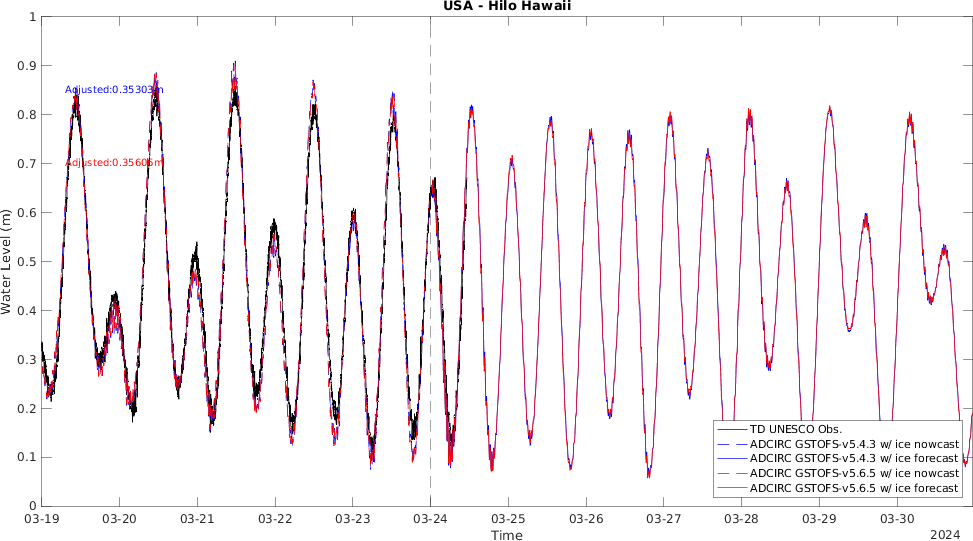 USA - Hilo Hawaii
1
0.9
0.8
0.7
0.6
0.5
0.4
0.3
0.2
0.1
0
Water Level (m)
Adjusted:0.35303m
Adjusted:0.35605m
TD UNESCO Obs.
ADCIRC GSTOFS-v5.4.3 w/ ice nowcast
ADCIRC GSTOFS-v5.4.3 w/ ice forecast
ADCIRC GSTOFS-v5.6.5 w/ ice nowcast
ADCIRC GSTOFS-v5.6.5 w/ ice forecast
03-19 03-20 03-21 03-22 03-23 03-24 03-25 03-26 03-27 03-28 03-29 03-30
Time
2024